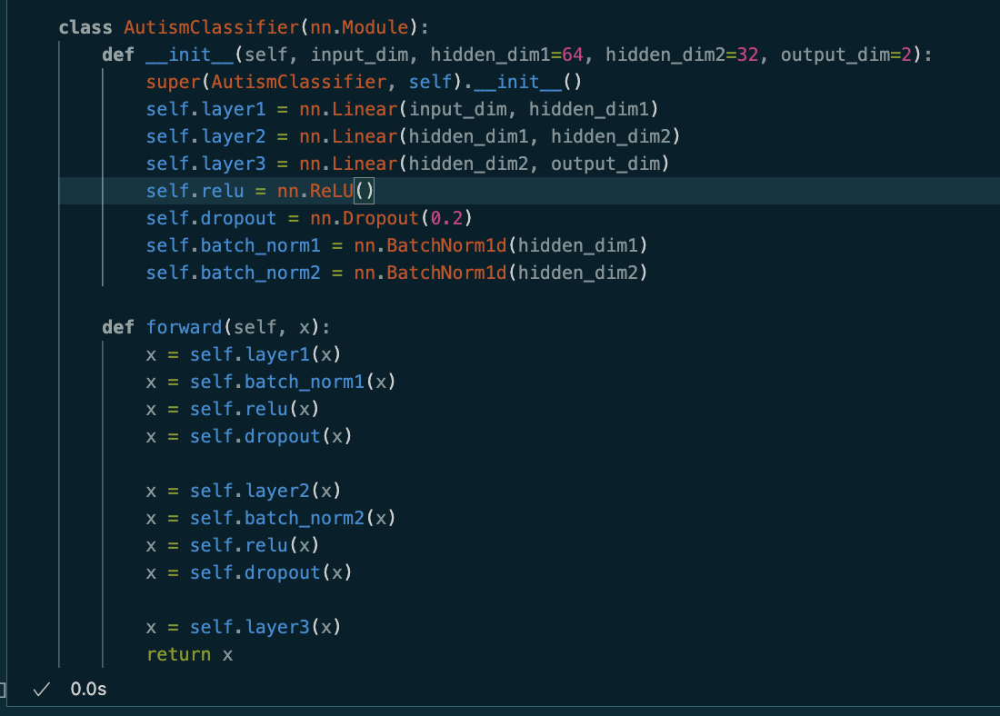 class AutismClassifier(nn.Module):
    def __init__(self, input_dim, hidden_dim1=64, hidden_dim2=32, output_dim=2):
        super(AutismClassifier, self).__init__()
        self.layer1 = nn.Linear(input_dim, hidden_dim1)
        self.layer2 = nn.Linear(hidden_dim1, hidden_dim2)
        self.layer3 = nn.Linear(hidden_dim2, output_dim)
        self.relu = nn.ReLU()
        self.dropout = nn.Dropout(0.2)
        self.batch_norm1 = nn.BatchNorm1d(hidden_dim1)
        self.batch_norm2 = nn.BatchNorm1d(hidden_dim2)

    def forward(self, x):
        x = self.layer1(x)
        x = self.batch_norm1(x)
        x = self.relu(x)
        x = self.dropout(x)

        x = self.layer2(x)
        x = self.batch_norm2(x)
        x = self.relu(x)
        x = self.dropout(x)

        x = self.layer3(x)
        return x
✓ 0.0s